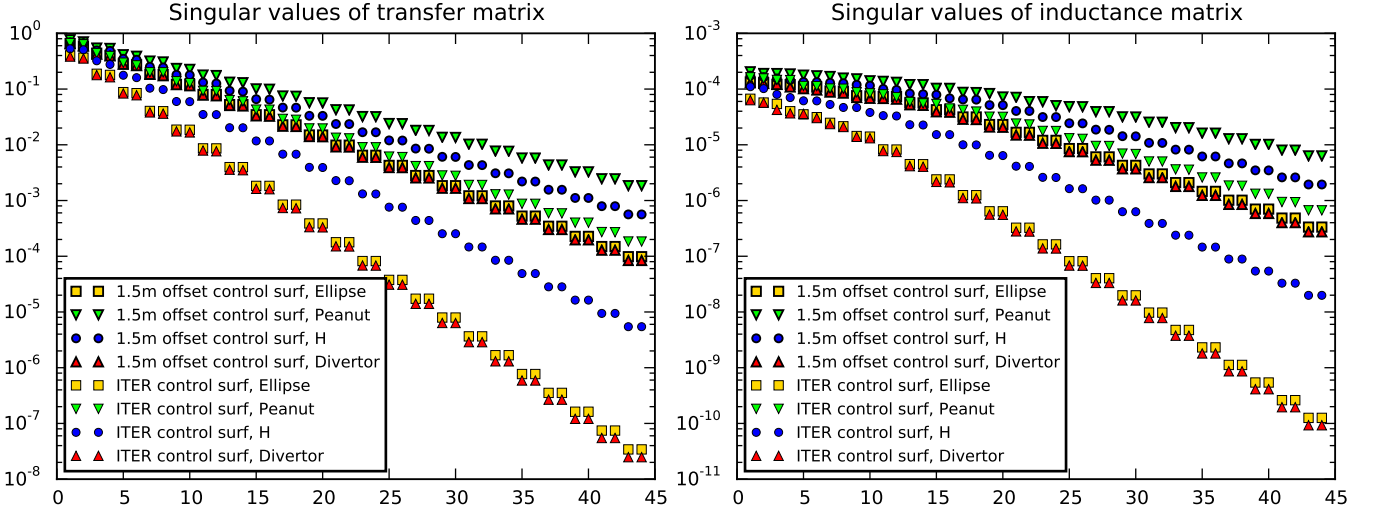 Singular values of transfer matrix
10^0
10^-1
10^-2
10^-3
10^-4
10^-5
10^-6
10^-7
10^-8
1.5m offset control surf, Ellipse
1.5m offset control surf, Peanut
1.5m offset control surf, H
1.5m offset control surf, Divertor
ITER control surf, Ellipse
ITER control surf, Peanut
ITER control surf, H
ITER control surf, Divertor
0 5 10 15 20 25 30 35 40 45
Singular values of inductance matrix
10^-3
10^-4
10^-5
10^-6
10^-7
10^-8
10^-9
10^-10
10^-11
1.5m offset control surf, Ellipse
1.5m offset control surf, Peanut
1.5m offset control surf, H
1.5m offset control surf, Divertor
ITER control surf, Ellipse
ITER control surf, Peanut
ITER control surf, H
ITER control surf, Divertor
0 5 10 15 20 25 30 35 40 45